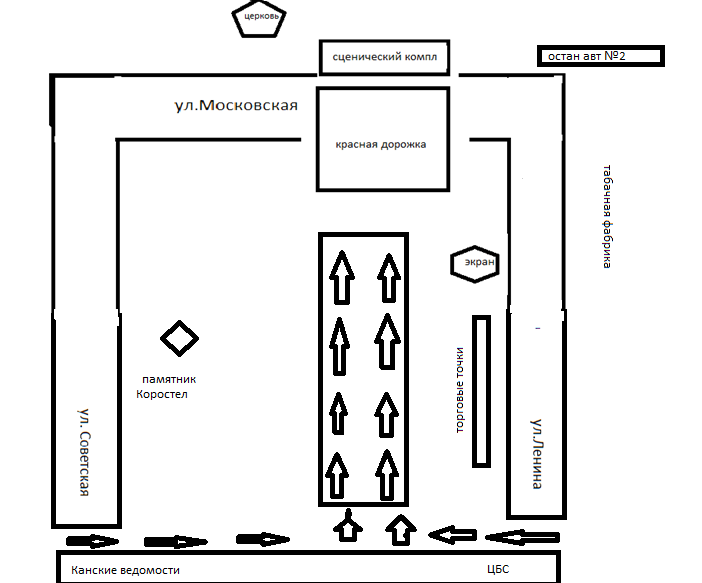 церковь
сценический компл
остан авт №2
ул.Московская
красная дорожка
табачная фабрика
экран
памятник
Коростел
торговые точки
ул. Советская
ул.Ленина
Канские ведомости
ЦБС